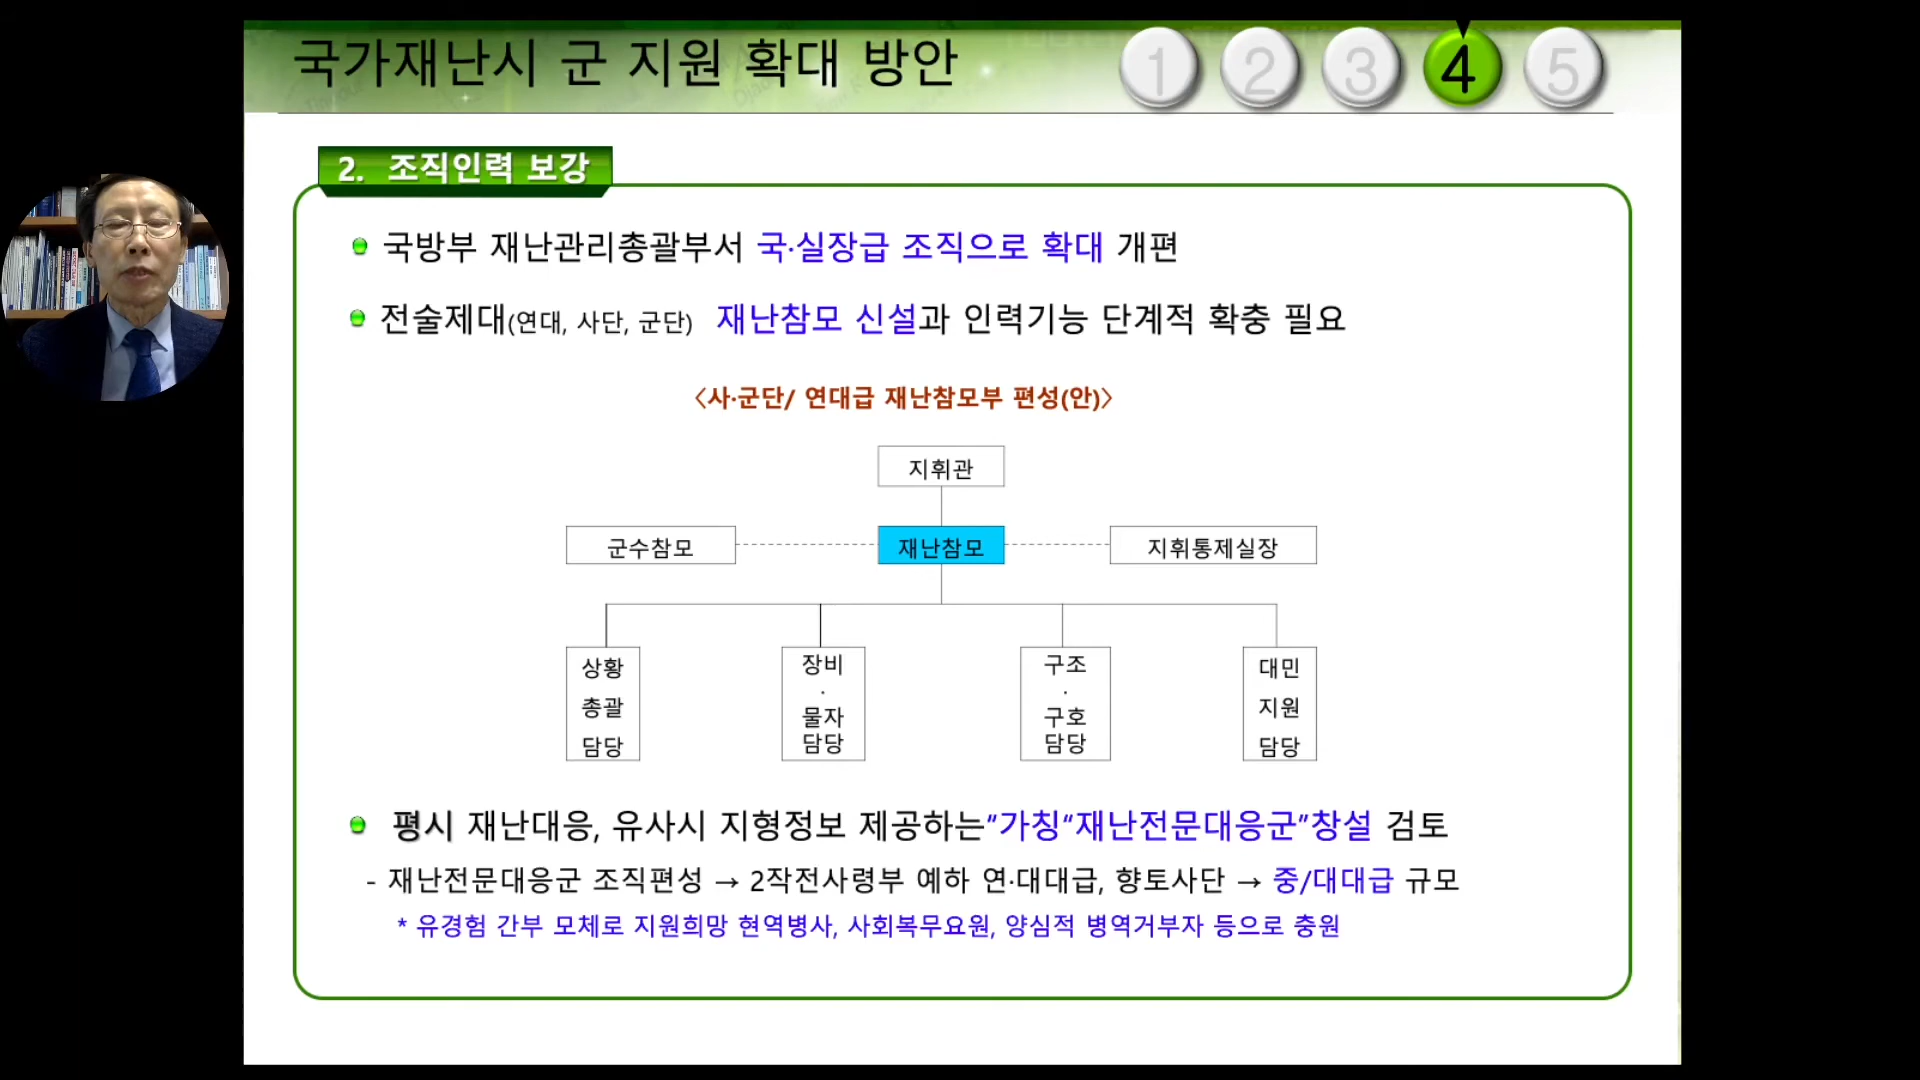 국가재난시 군 지원 확대 방안
1 2 3 4 5
2. 조직인력 보강
국방부 재난관리총괄부서 국·실장급 조직으로 확대 개편
전술제대(연대, 사단, 군단) 재난참모 신설과 인력기능 단계적 확충 필요
〈사·군단/ 연대급 재난참모부 편성(안)〉
지휘관
군수참모
재난참모
지휘통제실장
상황
총괄
담당
장비
·
물자
담당
구조
·
구호
담당
대민
지원
담당
평시 재난대응, 유사시 지형정보 제공하는“가칭“재난전문대응군”창설 검토
- 재난전문대응군 조직편성 → 2작전사령부 예하 연·대대급, 향토사단 → 중/대대급 규모
* 유경험 간부 모체로 지원희망 현역병사, 사회복무요원, 양심적 병역거부자 등으로 충원